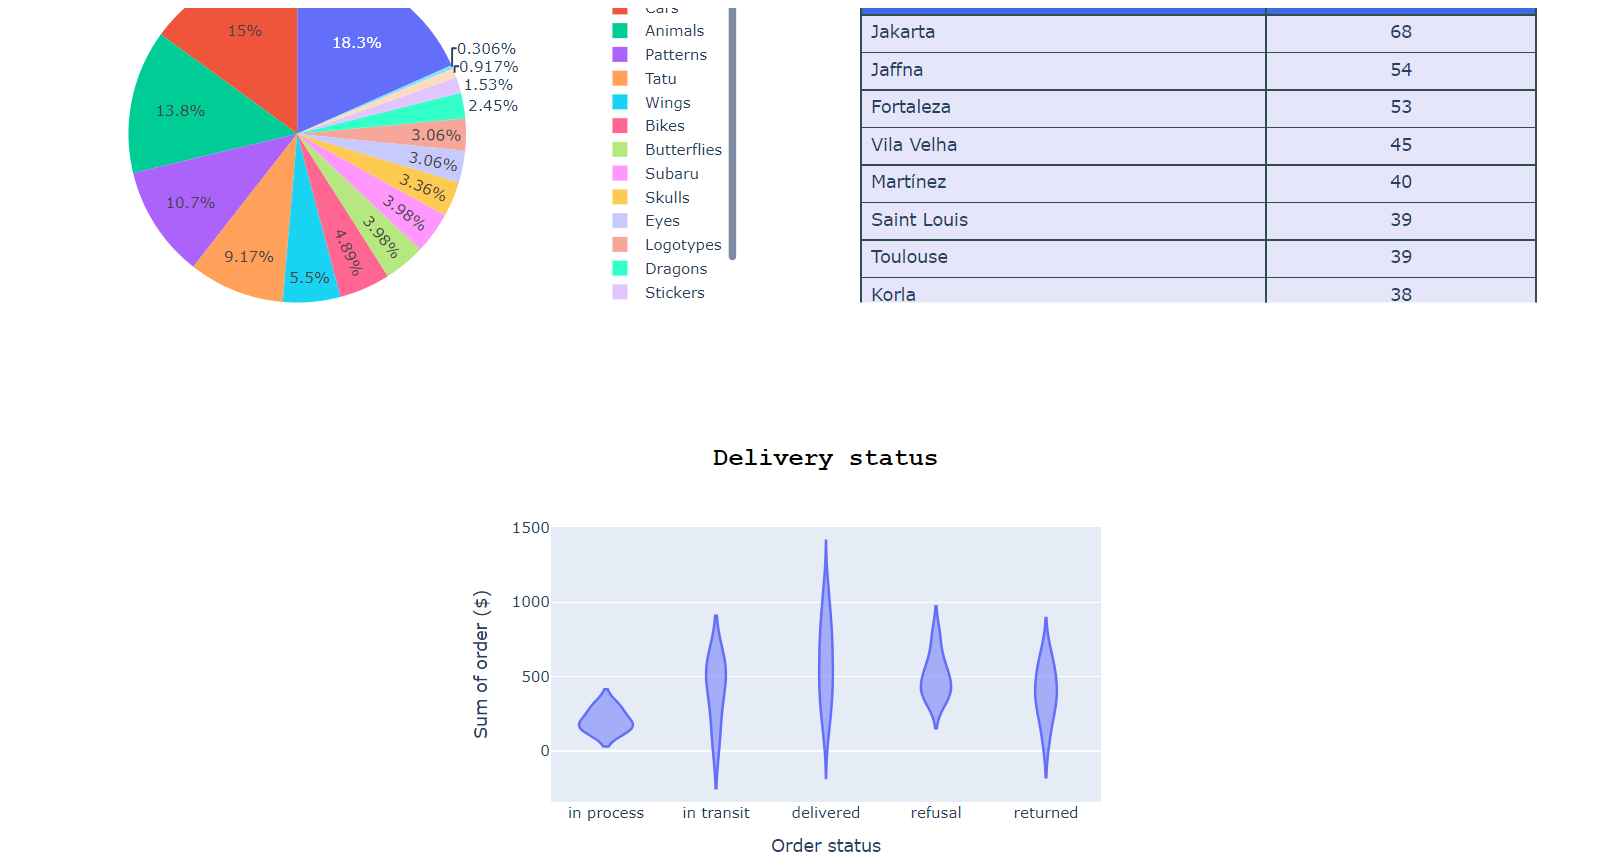 15%
18.3%
0.306%
0.917%
1.53%
2.45%
3.06%
3.06%
3.36%
3.98%
3.98%
4.89%
5.5%
9.17%
10.7%
13.8%
Cars
Animals
Patterns
Tatu
Wings
Bikes
Butterflies
Subaru
Skulls
Eyes
Logotypes
Dragons
Stickers
Jakarta 68
Jaffna 54
Fortaleza 53
Vila Velha 45
Martínez 40
Saint Louis 39
Toulouse 39
Korla 38
Delivery status
Sum of order ($)
1500
1000
500
0
in process in transit delivered refusal returned
Order status